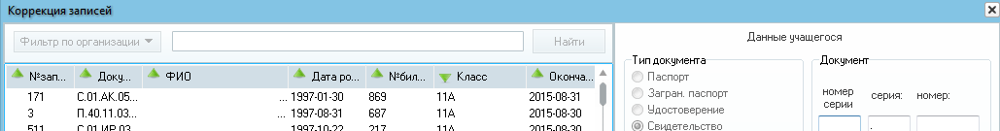 Коррекция записей
Фильтр по организации Найти
Данные учащегося
№зап... Доку... ФИО Дата ро... №бил... Класс Оконча...
171 С.01.АК.05... ... 1997-01-30 869 11А 2015-08-31
3 П.40.11.03... ... 1997-08-31 687 11А 2015-08-31
511 С.01.ИР.03... ... 1997-10-22 217 11А 2015-08-31
Тип документа
Паспорт
Загран. паспорт
Удостоверение
Свидетельство
Документ
номер серии серия: номер: